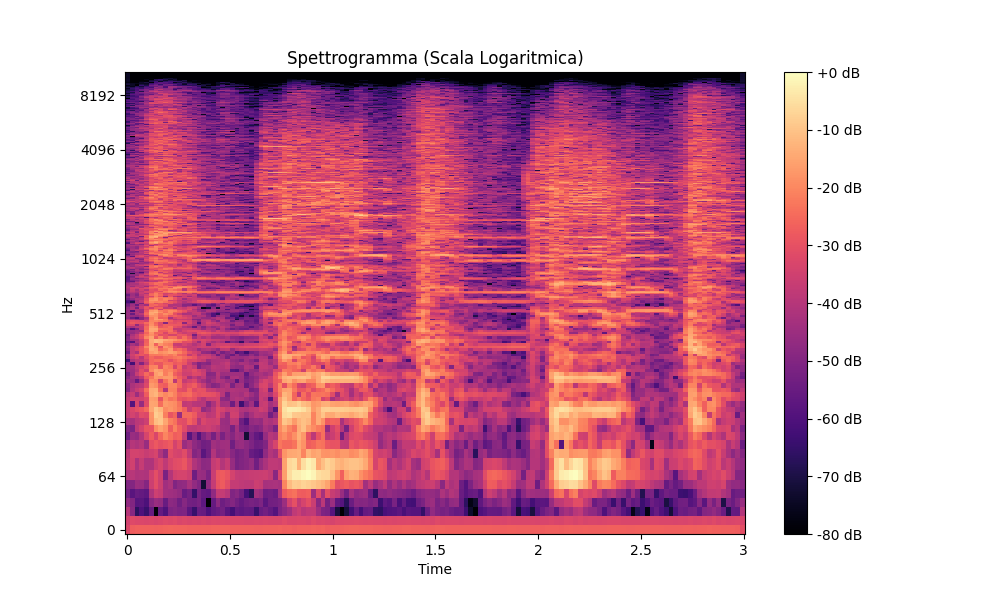 Spettrogramma (Scala Logaritmica)
Hz
8192
4096
2048
1024
512
256
128
64
0
0
0.5
1
1.5
2
2.5
3
Time
+0 dB
-10 dB
-20 dB
-30 dB
-40 dB
-50 dB
-60 dB
-70 dB
-80 dB